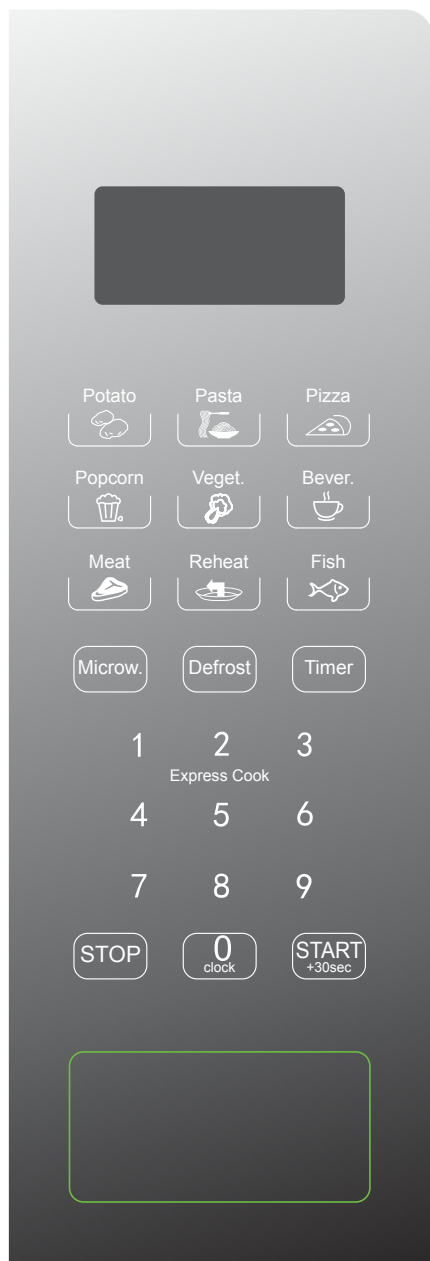 Potato Pasta Pizza
Popcorn Veget. Bever.
Meat Reheat Fish
Microw. Defrost Timer
1 2 3
Express Cook
4 5 6
7 8 9
STOP 0 START
clock +30sec